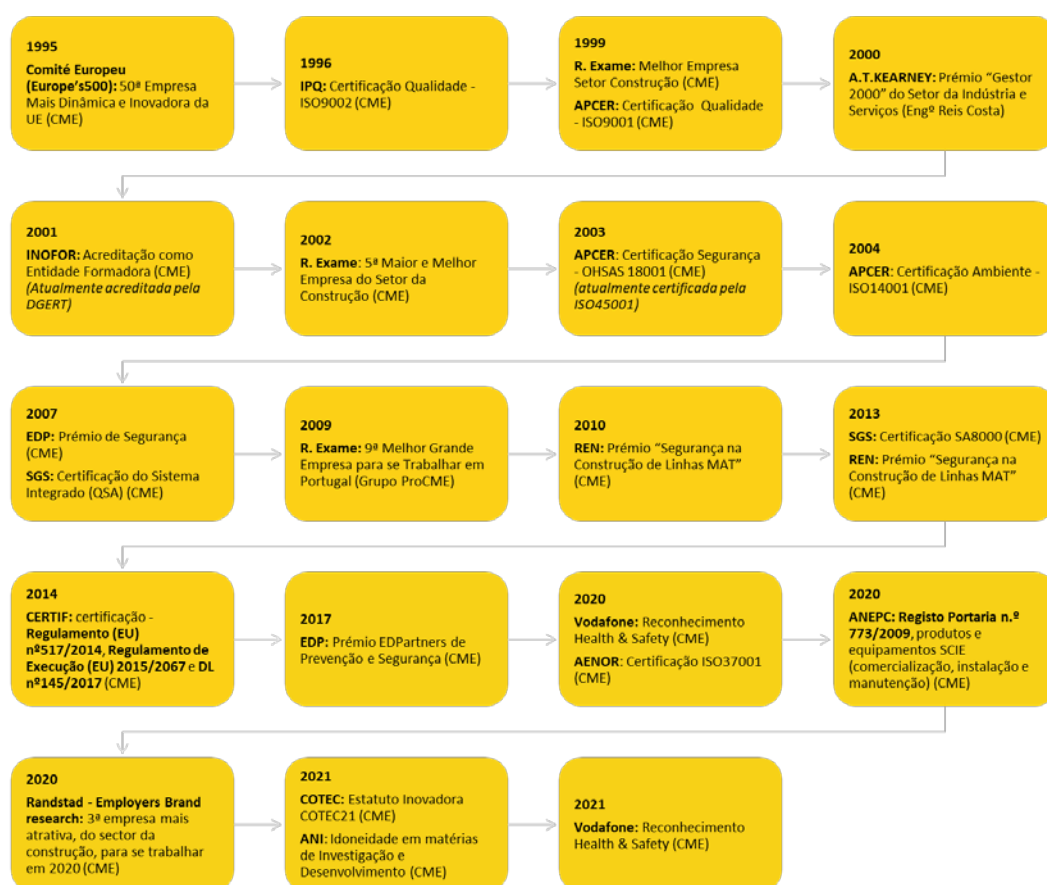 1995
Comité Europeu
(Europe's500): 50ª Empresa
Mais Dinâmica e Inovadora da
UE (CME)
1996
IPQ: Certificação Qualidade -
ISO9002 (CME)
1999
R. Exame: Melhor Empresa
Setor Construção (CME)
APCER: Certificação Qualidade
- ISO9001 (CME)
2000
A.T.KEARNEY: Prémio “Gestor
2000” do Setor da Indústria e
Serviços (Engº Reis Costa)
2001
INOFOR: Acreditação como
Entidade Formadora (CME)
(Atualmente acreditada pela
DGERT)
2002
R. Exame: 5ª Maior e Melhor
Empresa do Setor da
Construção (CME)
2003
APCER: Certificação Segurança
- OHSAS 18001 (CME)
(atualmente certificada pela
ISO45001)
2004
APCER: Certificação Ambiente -
ISO14001 (CME)
2007
EDP: Prémio de Segurança
(CME)
SGS: Certificação do Sistema
Integrado (QSA) (CME)
2009
R. Exame: 9ª Melhor Grande
Empresa para se Trabalhar em
Portugal (Grupo ProCME)
2010
REN: Prémio “Segurança na
Construção de Linhas MAT”
(CME)
2013
SGS: Certificação SA8000 (CME)
REN: Prémio “Segurança na
Construção de Linhas MAT”
(CME)
2014
CERTIF: certificação -
Regulamento (EU)
nº517/2014, Regulamento de
Execução (EU) 2015/2067 e DL
nº145/2017 (CME)
2017
EDP: Prémio EDPartners de
Prevenção e Segurança (CME)
2020
Vodafone: Reconhecimento
Health & Safety (CME)
AENOR: Certificação ISO37001
(CME)
2020
ANEPC: Registo Portaria n.º
773/2009, produtos e
equipamentos SCIE
(comercialização, instalação e
manutenção) (CME)
2020
Randstad - Employers Brand
research: 3ª empresa mais
atrativa, do sector da
construção, para se trabalhar
em 2020 (CME)
2021
COTEC: Estatuto Inovadora
COTEC21 (CME)
ANI: Idoneidade em matérias
de Investigação e
Desenvolvimento (CME)
2021
Vodafone: Reconhecimento
Health & Safety (CME)